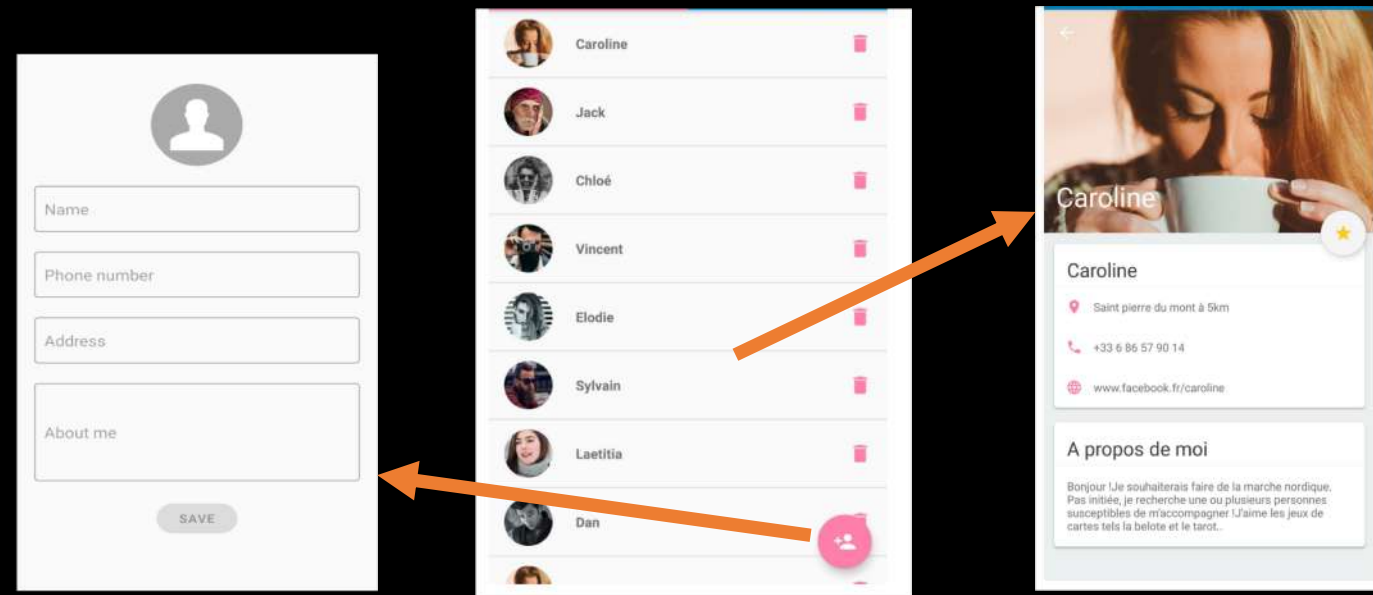 Name
Phone number
Address
About me
SAVE
Caroline
Jack
Chloé
Vincent
Elodie
Sylvain
Laetitia
Dan
Caroline
Caroline
Saint pierre du mont à 5km
+33 6 86 57 90 14
www.facebook.fr/caroline
A propos de moi
Bonjour !Je souhaiterais faire de la marche nordique.
Pas initiée, je recherche une ou plusieurs personnes
susceptibles de m'accompagner !J'aime les jeux de
cartes tels la belote et le tarot..